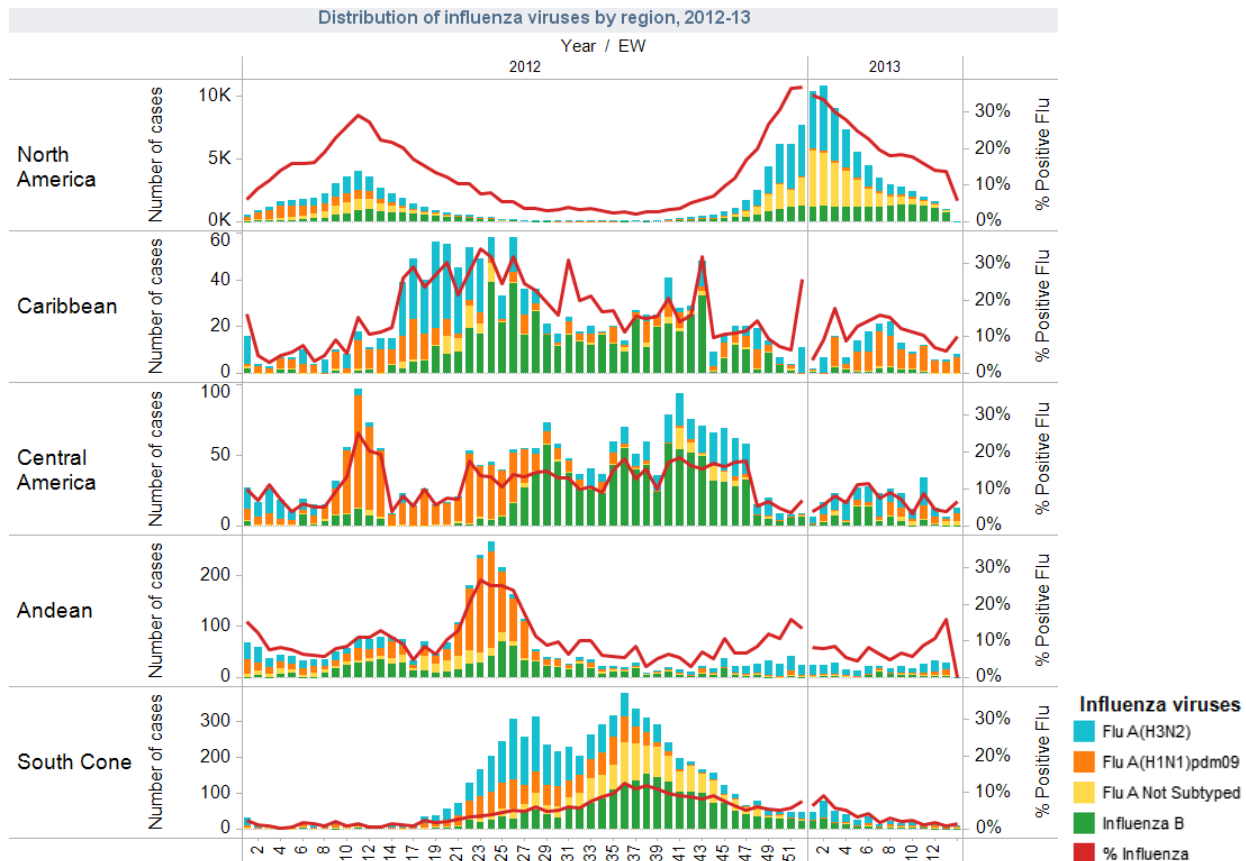 Distribution of influenza viruses by region, 2012-13
Year / EW
2012 2013
North America
Number of cases
10K
5K
0K
30%
20%
10%
0%
% Positive Flu
Caribbean
Number of cases
60
40
20
0
30%
20%
10%
0%
% Positive Flu
Central America
Number of cases
100
50
0
30%
20%
10%
0%
% Positive Flu
Andean
Number of cases
200
100
0
30%
20%
10%
0%
% Positive Flu
South Cone
Number of cases
300
200
100
0
30%
20%
10%
0%
% Positive Flu
2 4 6 8 10 12 14 17 19 21 23 25 27 29 31 33 35 37 39 41 43 45 47 49 51 2 4 6 8 10 12
Influenza viruses
Flu A(H3N2)
Flu A(H1N1)pdm09
Flu A Not Subtyped
Influenza B
% Influenza